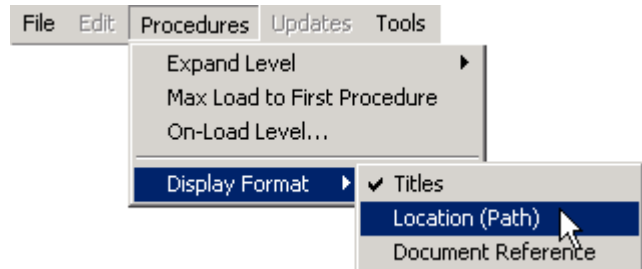 File Edit Procedures Updates Tools
Expand Level
Max Load to First Procedure
On-Load Level...
Display Format
Titles
Location (Path)
Document Reference